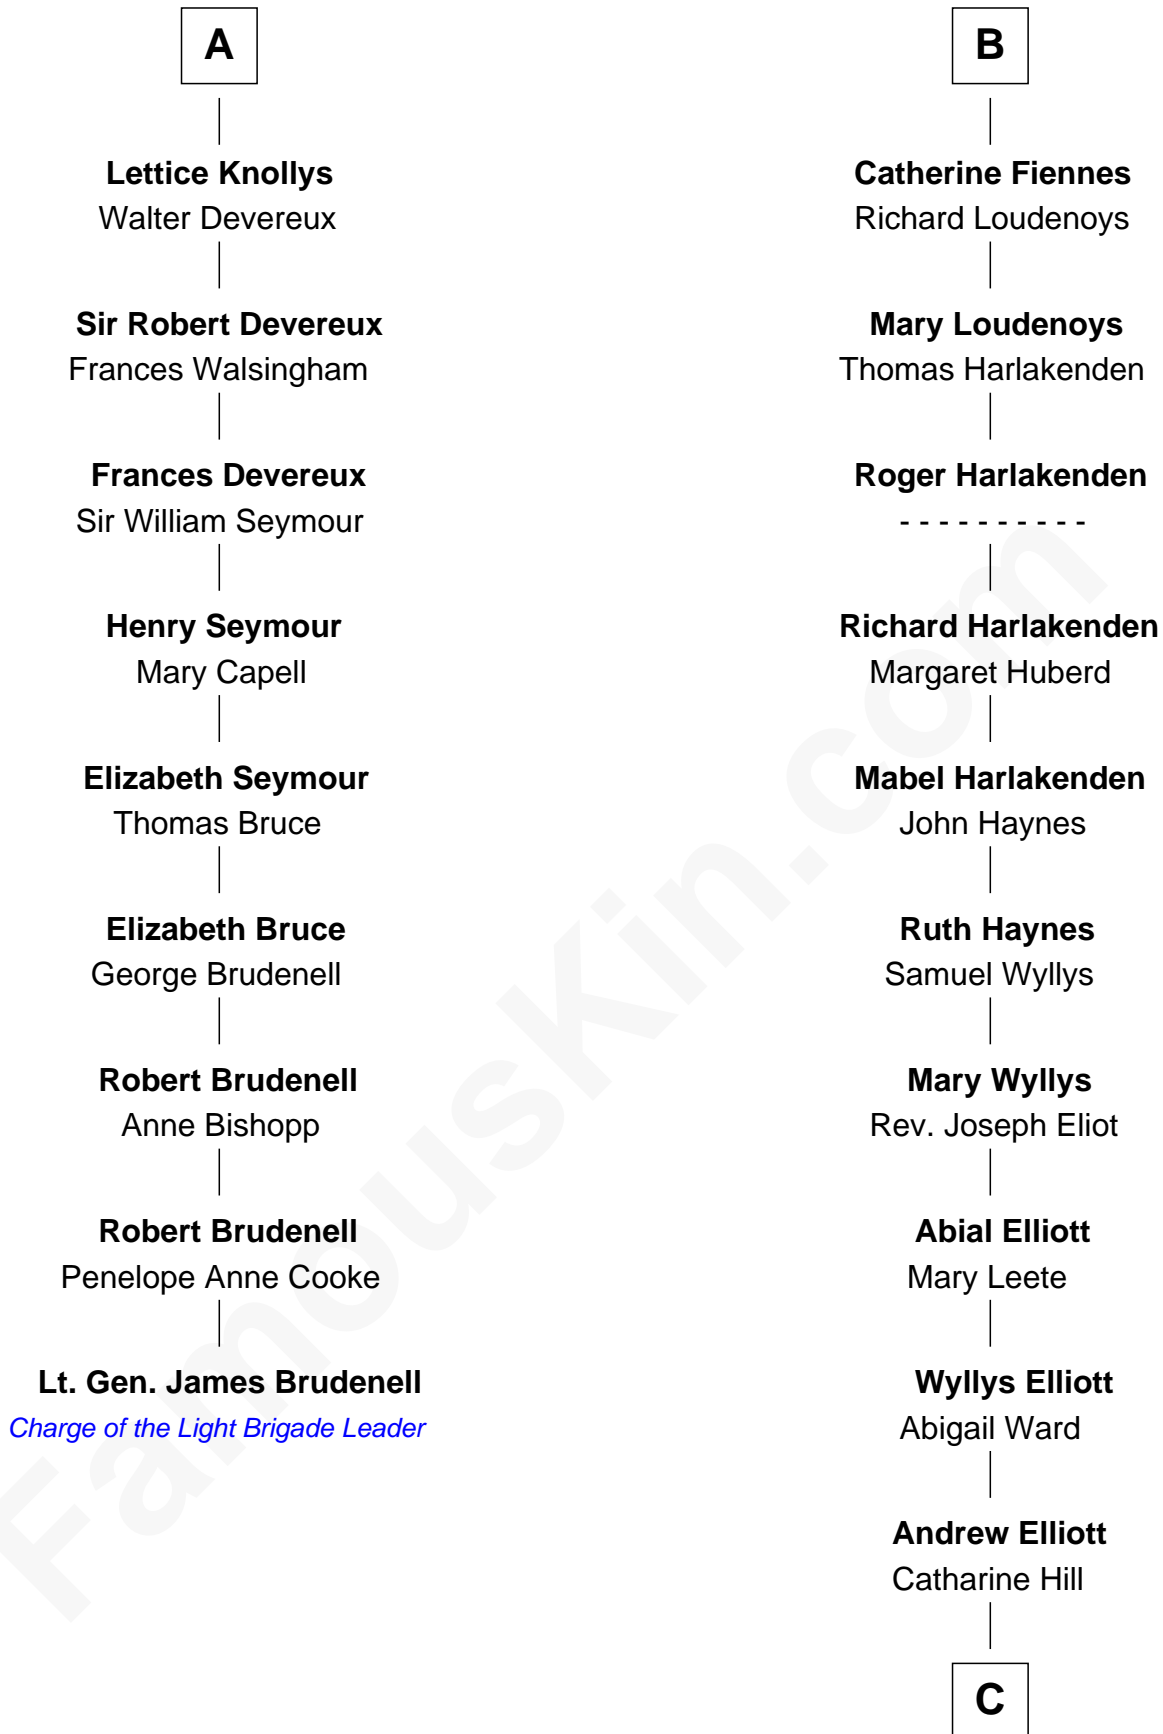 A
Lettice Knollys
Walter Devereux
Sir Robert Devereux
Frances Walsingham
Frances Devereux
Sir William Seymour
Henry Seymour
Mary Capell
Elizabeth Seymour
Thomas Bruce
Elizabeth Bruce
George Brudenell
Robert Brudenell
Anne Bishopp
Robert Brudenell
Penelope Anne Cooke
Lt. Gen. James Brudenell
Charge of the Light Brigade Leader
B
Catherine Fiennes
Richard Loudenoys
Mary Loudenoys
Thomas Harlakenden
Roger Harlakenden
- - - - - - - - - -
Richard Harlakenden
Margaret Huberd
Mabel Harlakenden
John Haynes
Ruth Haynes
Samuel Wyllys
Mary Wyllys
Rev. Joseph Eliot
Abial Elliott
Mary Leete
Wyllys Elliott
Abigail Ward
Andrew Elliott
Catharine Hill
C
FamousKin.com